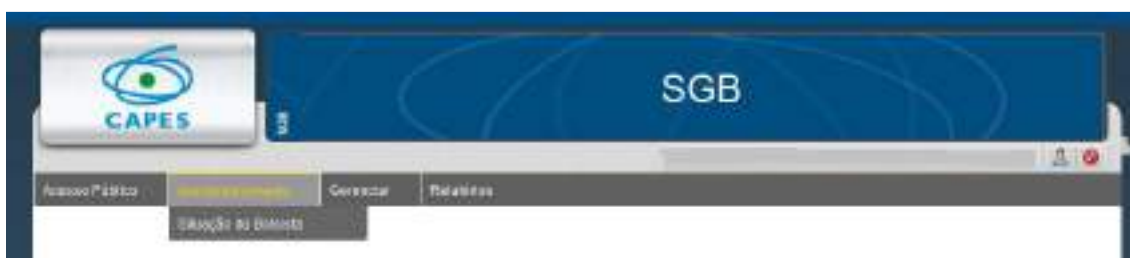 CAPES
SGB
Acesso Público Gerenciar Relatórios
Situação do Bolsista